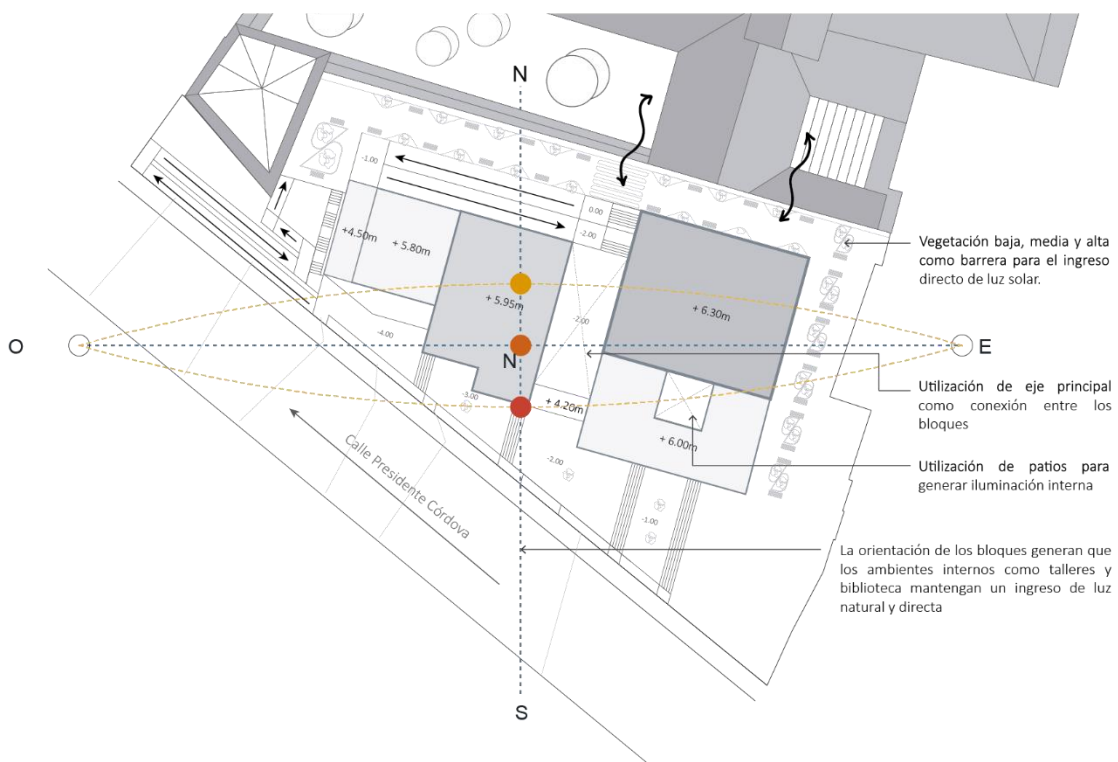 N
-1.00
0.00
-2.00
+4.50m
+ 5.80m
+ 5.95m
-2.00
+ 6.30m
Vegetación baja, media y alta
como barrera para el ingreso
directo de luz solar.
O
-4.00
N
E
-3.00
+ 4.20m
+ 6.00m
Utilización de eje principal
como conexión entre los
bloques
Calle Presidente Córdova
-2.00
Utilización de patios para
generar iluminación interna
-1.00
La orientación de los bloques generan que
los ambientes internos como talleres y
biblioteca mantengan un ingreso de luz
natural y directa
S